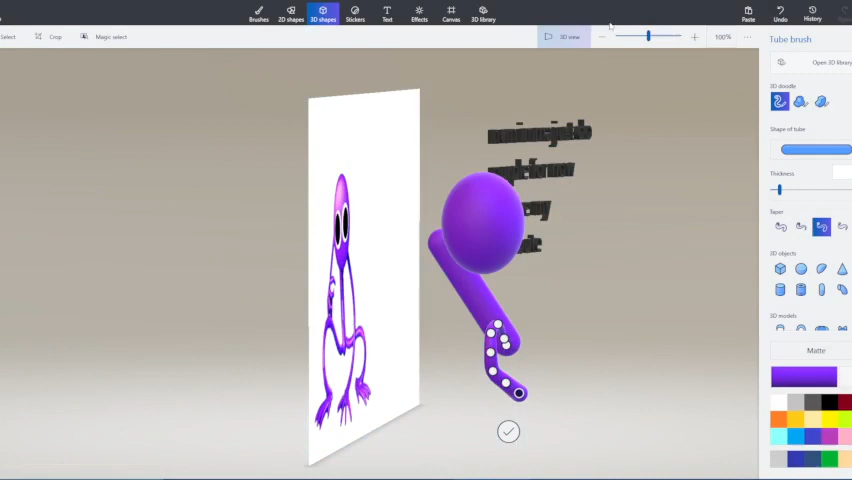 Brushes 2D shapes 3D shapes Stickers Text Effects Canvas 3D library Paste Undo History
Select Crop Magic select 3D view 100%
Tube brush
Open 3D library
3D doodle
Shape of tube
Thickness
Taper
3D objects
3D models
Matte